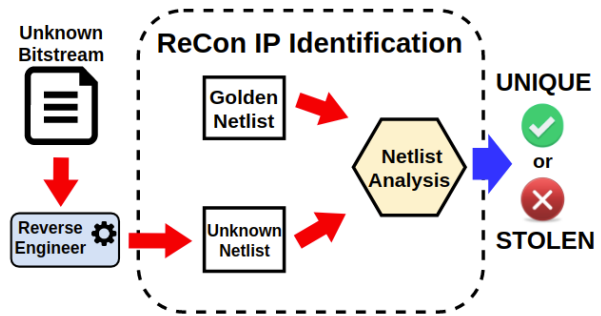 Unknown
Bitstream
ReCon IP Identification
Golden
Netlist
Netlist
Analysis
UNIQUE
or
STOLEN
Reverse
Engineer
Unknown
Netlist